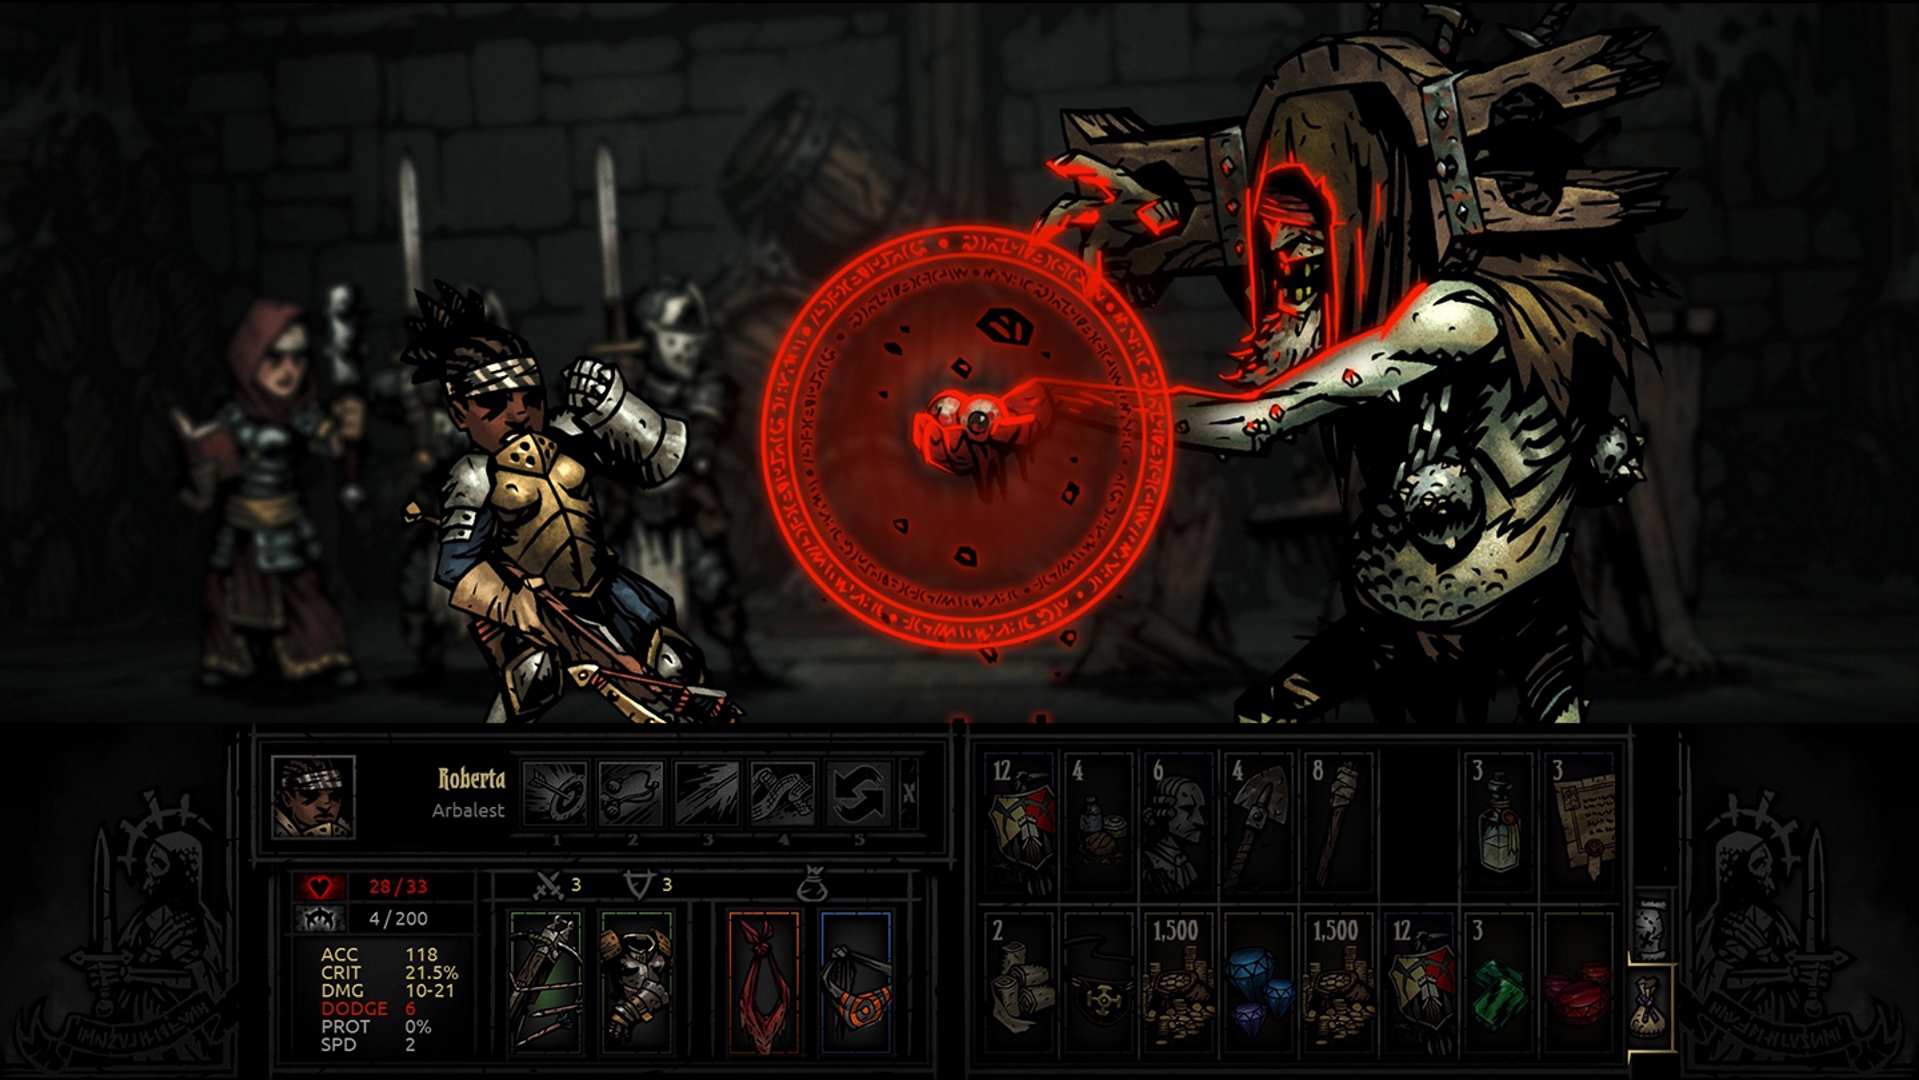 Roberta
Arbalest
1 2 3 4 5
28/33
4/200
3 3
ACC 118
CRIT 21.5%
DMG 10-21
DODGE 6
PROT 0%
SPD 2
12 4 6 4 8 3 3
2 1,500 1,500 12 3